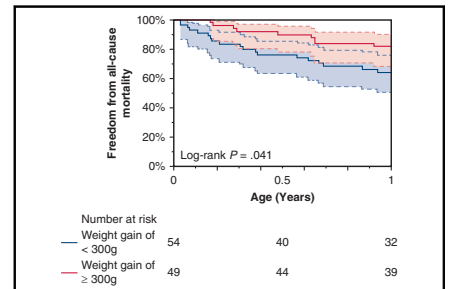 100%
80%
60%
40%
20%
0%
Freedom from all-cause
mortality
Log-rank P = .041
0
0.5
1
Age (Years)
Number at risk
Weight gain of
< 300g
54
40
32
Weight gain of
≥ 300g
49
44
39